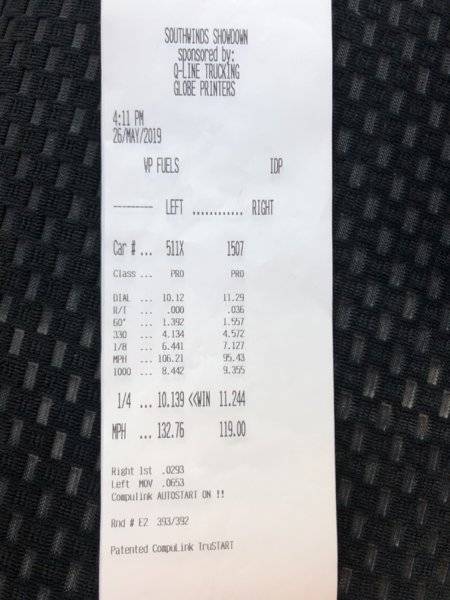 SOUTHWINDS SHOWDOWN
sponsored by:
Q-LINE TRUCKING
GLOBE PRINTERS
4:11 PM
26/MAY/2019
VP FUELS IDP
--------- LEFT ............ RIGHT
Car # ... 511X 1507
Class ... PRO PRO
DIAL ... 10.12 11.29
R/T ... .000 .036
60' ... 1.392 1.557
330 ... 4.134 4.572
1/8 ... 6.441 7.127
MPH ... 106.21 95.43
1000 ... 8.442 9.355
1/4 ... 10.139 <<WIN 11.244
MPH ... 132.76 119.00
Right 1st .0293
Left MOV .0653
CompuLink AUTOSTART ON !!
Rnd # E2 393/392
Patented CompuLink TruSTART